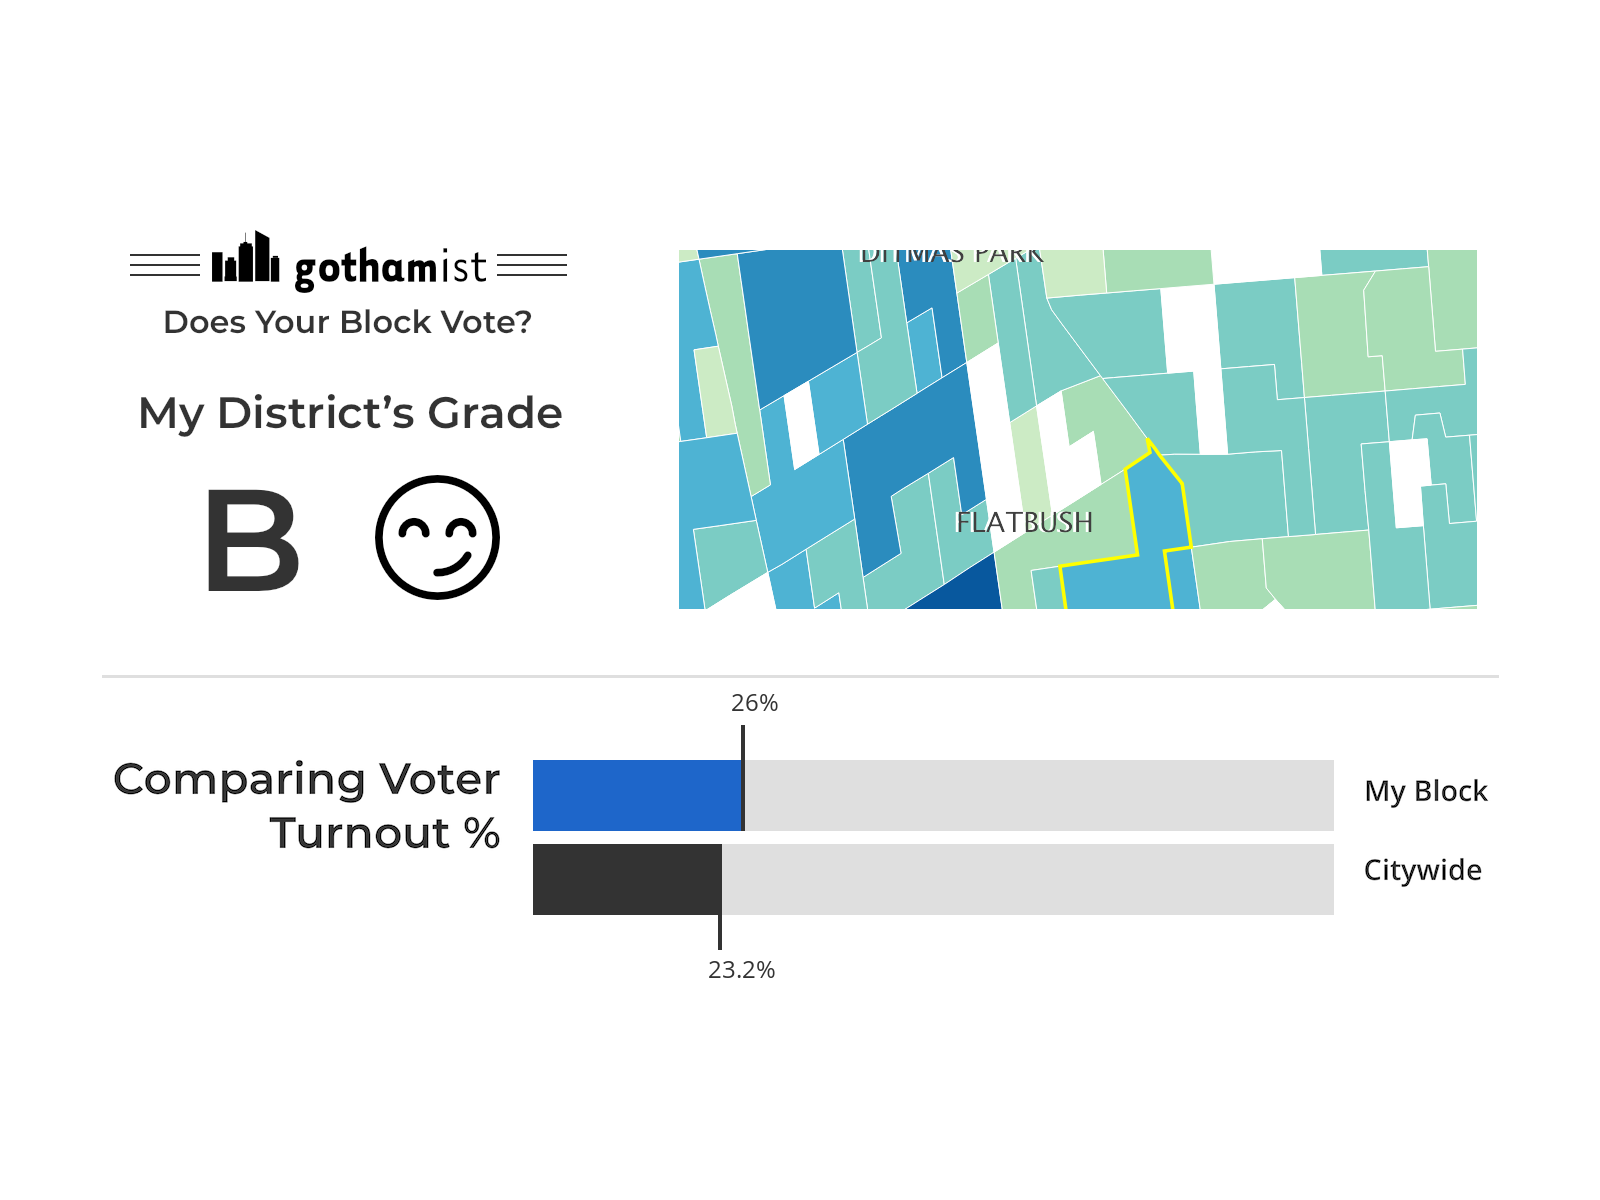 gothamist
Does Your Block Vote?
My District’s Grade
B
DITMAS PARK
FLATBUSH
26%
Comparing Voter
Turnout %
My Block
Citywide
23.2%